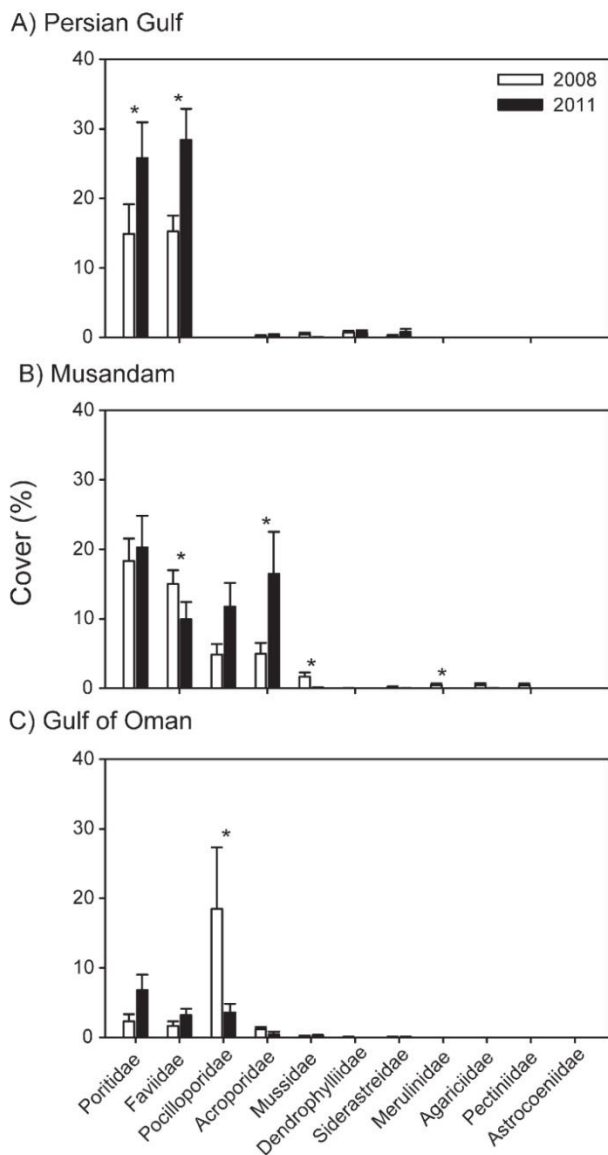 A) Persian Gulf
40
2008
2011
* *
30
20
10
0
B) Musandam
40
30
*
*
20
10
* *
0
Cover (%)
C) Gulf of Oman
40
30
*
20
10
0
Poritidae
Faviidae
Pocilloporidae
Acroporidae
Mussidae
Dendrophylliidae
Siderastreidae
Merulinidae
Agariciidae
Pectiniidae
Astrocoeniidae